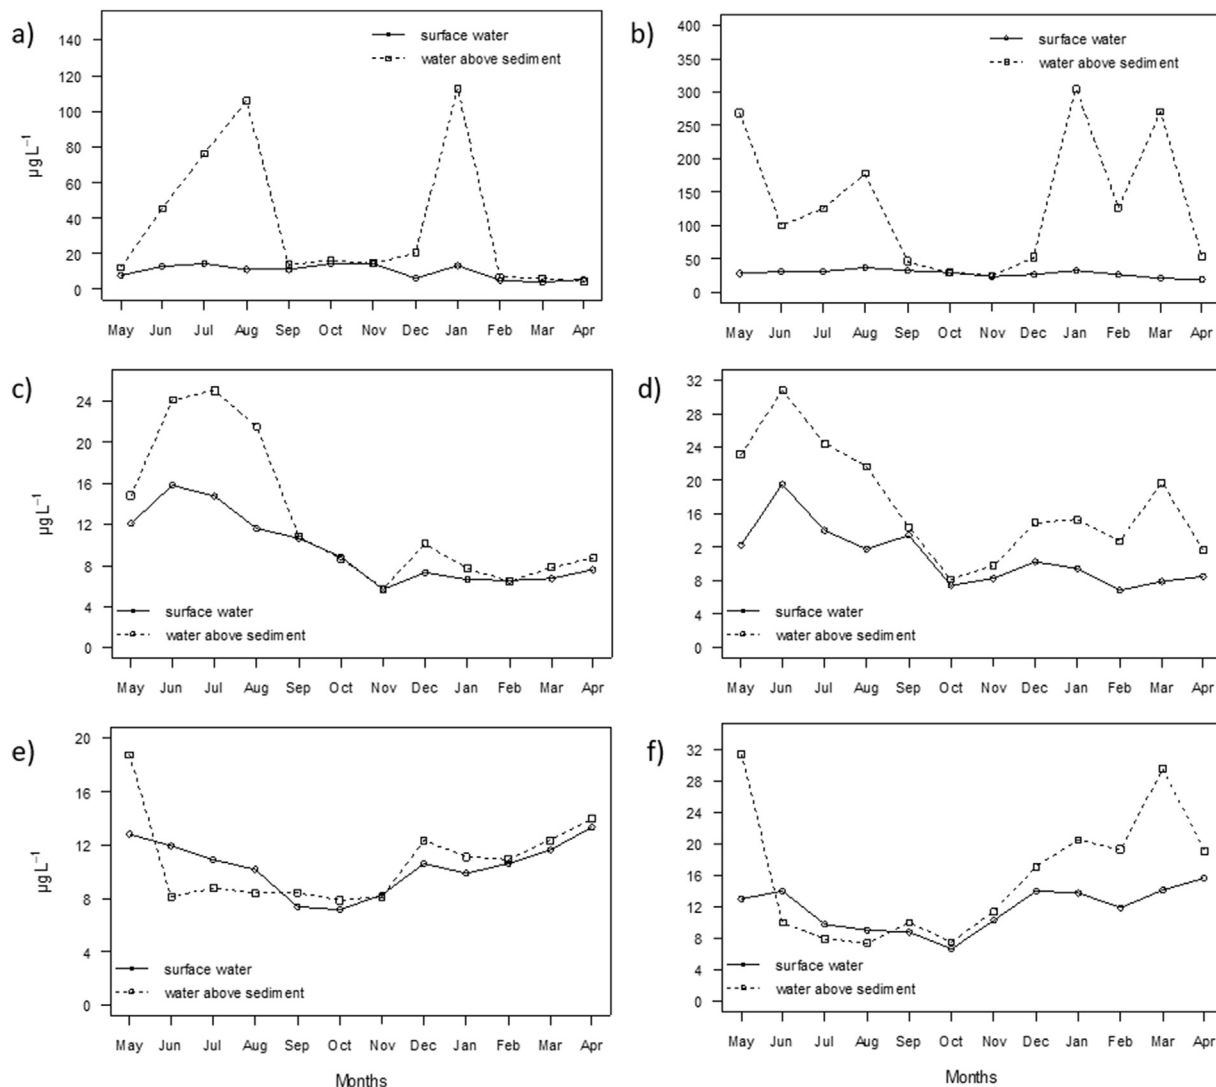 a)
140
120
100
80
60
40
20
0
µg L⁻¹
surface water
water above sediment
May Jun Jul Aug Sep Oct Nov Dec Jan Feb Mar Apr
b)
400
350
300
250
200
150
100
50
0
surface water
water above sediment
May Jun Jul Aug Sep Oct Nov Dec Jan Feb Mar Apr
c)
24
20
16
12
8
4
0
µg L⁻¹
surface water
water above sediment
May Jun Jul Aug Sep Oct Nov Dec Jan Feb Mar Apr
d)
32
28
24
20
16
2
8
4
0
surface water
water above sediment
May Jun Jul Aug Sep Oct Nov Dec Jan Feb Mar Apr
e)
20
16
12
8
4
0
µg L⁻¹
surface water
water above sediment
May Jun Jul Aug Sep Oct Nov Dec Jan Feb Mar Apr
Months
f)
32
28
24
20
16
12
8
4
0
surface water
water above sediment
May Jun Jul Aug Sep Oct Nov Dec Jan Feb Mar Apr
Months